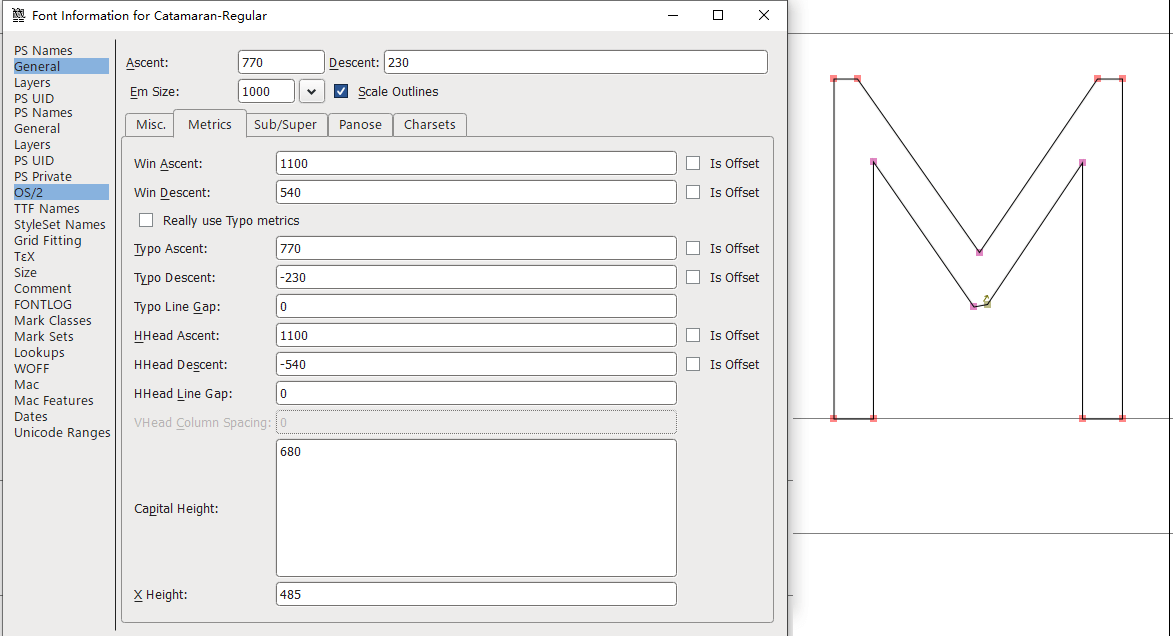 Font Information for Catamaran-Regular
PS Names
General
Layers
PS UID
PS Names
General
Layers
PS UID
PS Private
OS/2
TTF Names
StyleSet Names
Grid Fitting
TεX
Size
Comment
FONTLOG
Mark Classes
Mark Sets
Lookups
WOFF
Mac
Mac Features
Dates
Unicode Ranges
Ascent: 770 Descent: 230
Em Size: 1000 Scale Outlines
Misc. Metrics Sub/Super Panose Charsets
Win Ascent: 1100 Is Offset
Win Descent: 540 Is Offset
Really use Typo metrics
Typo Ascent: 770 Is Offset
Typo Descent: -230 Is Offset
Typo Line Gap: 0
HHead Ascent: 1100 Is Offset
HHead Descent: -540 Is Offset
HHead Line Gap: 0
VHead Column Spacing: 0
Capital Height: 680
X Height: 485
M